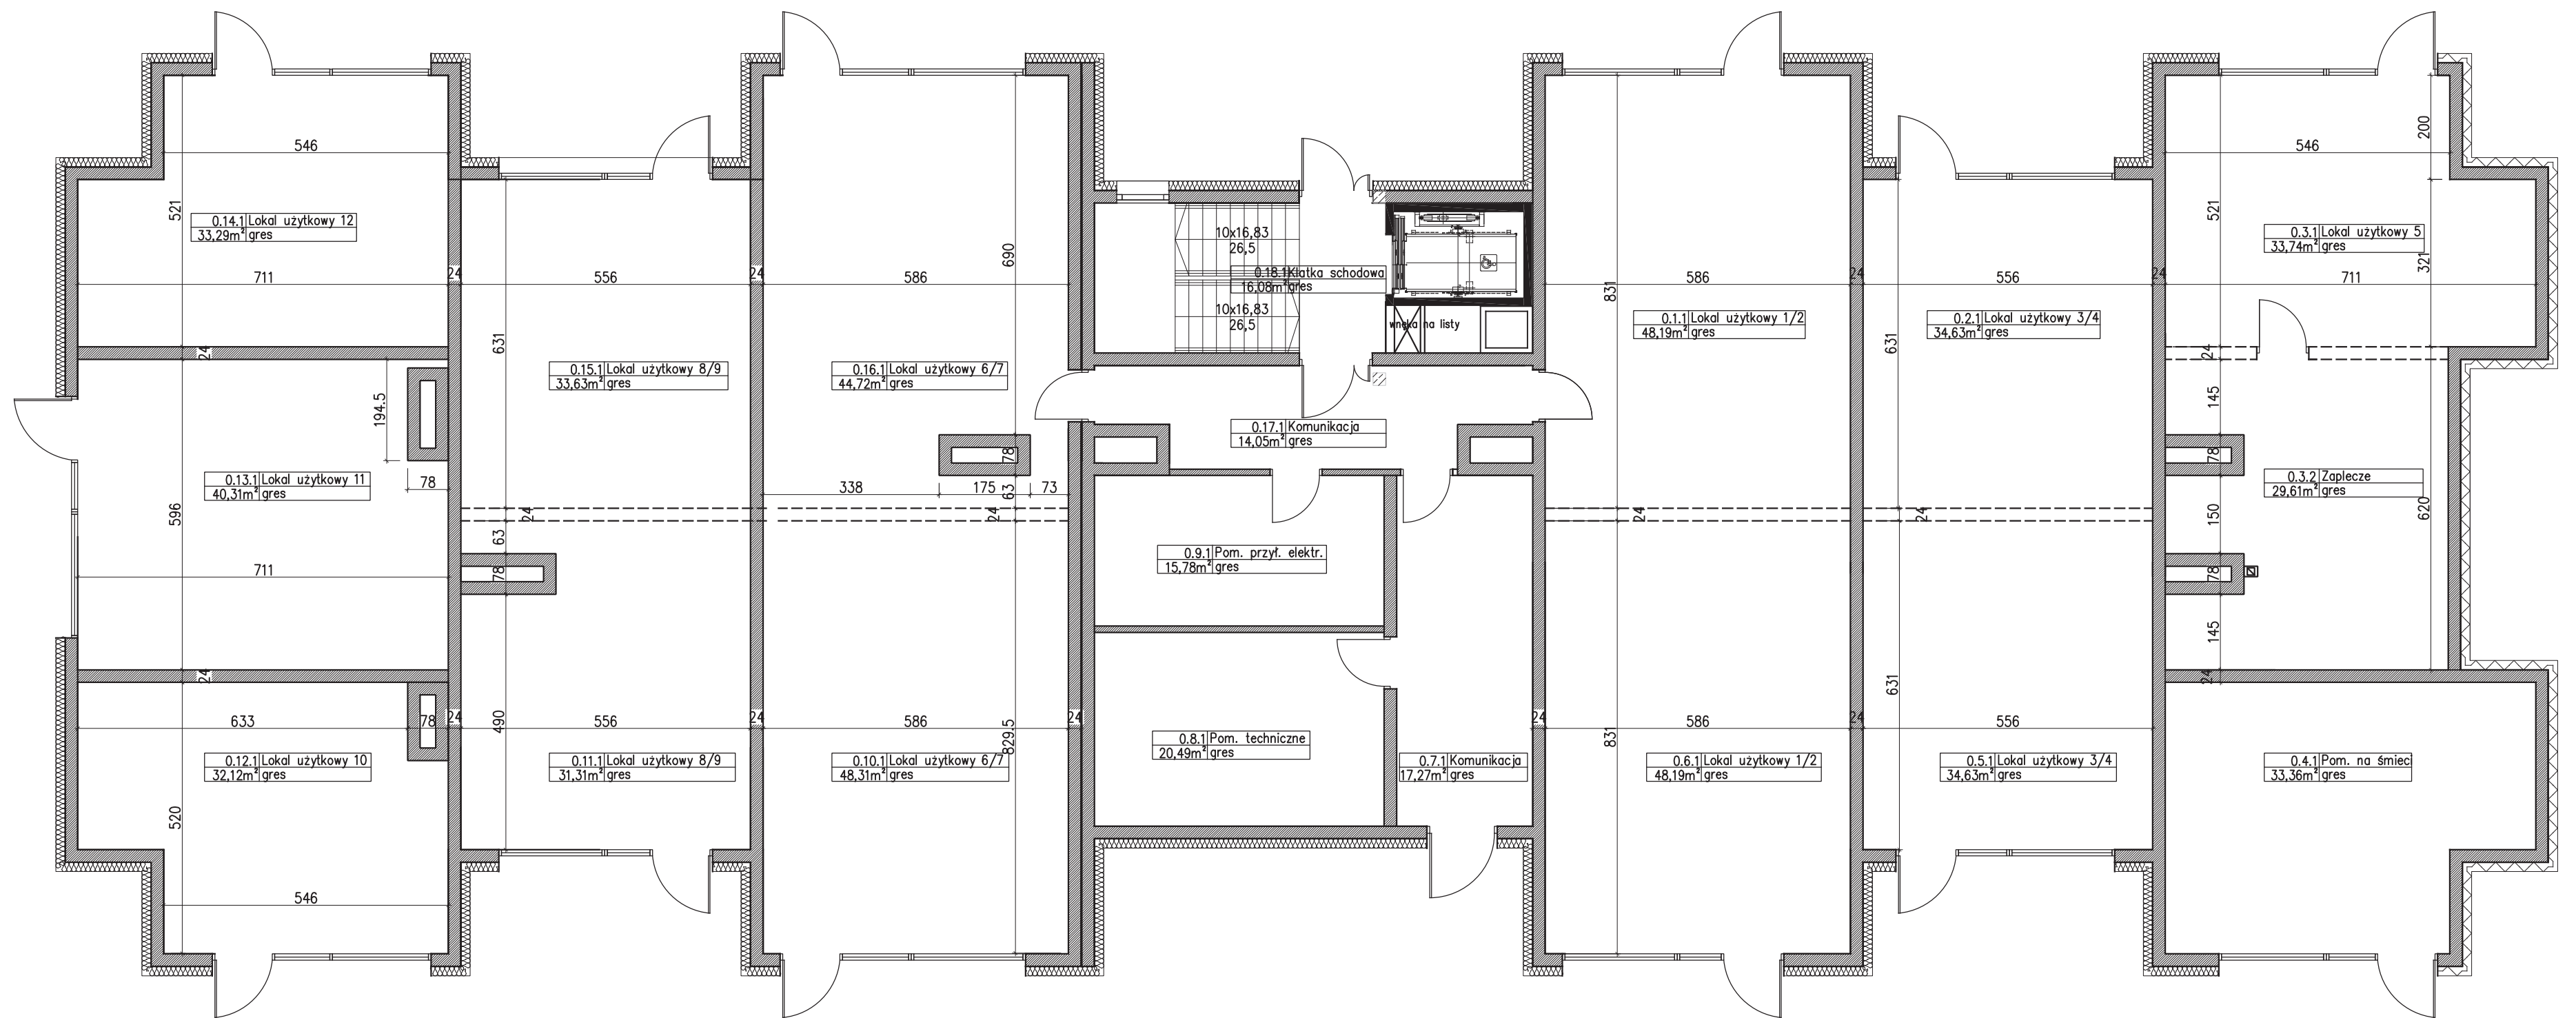 200
546
546
521
521
0.14.1 Lokal użytkowy 12
33,29m² gres
10x16,83
26,5
0.3.1 Lokal użytkowy 5
33,74m² gres
690
321
711
24
556
24
586
0.18.1 Klatka schodowa
16,08m² gres
831
586
24
556
24
711
10x16,83
26,5
wnęka na listy
0.1.1 Lokal użytkowy 1/2
48,19m² gres
0.2.1 Lokal użytkowy 3/4
34,63m² gres
631
631
24
24
0.15.1 Lokal użytkowy 8/9
33,63m² gres
0.16.1 Lokal użytkowy 6/7
44,72m² gres
194.5
145
0.17.1 Komunikacja
14,05m² gres
78
78
0.13.1 Lokal użytkowy 11
40,31m² gres
78
0.3.2 Zaplecze
29,61m² gres
338
175
73
63
596
24
24
24
24
150
620
63
0.9.1 Pom. przył. elektr.
15,78m² gres
711
78
78
145
24
24
631
633
78
24
490
556
24
586
829.5
24
24
831
586
24
556
0.8.1 Pom. techniczne
20,49m² gres
0.12.1 Lokal użytkowy 10
32,12m² gres
0.11.1 Lokal użytkowy 8/9
31,31m² gres
0.10.1 Lokal użytkowy 6/7
48,31m² gres
0.7.1 Komunikacja
17,27m² gres
0.6.1 Lokal użytkowy 1/2
48,19m² gres
0.5.1 Lokal użytkowy 3/4
34,63m² gres
0.4.1 Pom. na śmieci
33,36m² gres
520
546